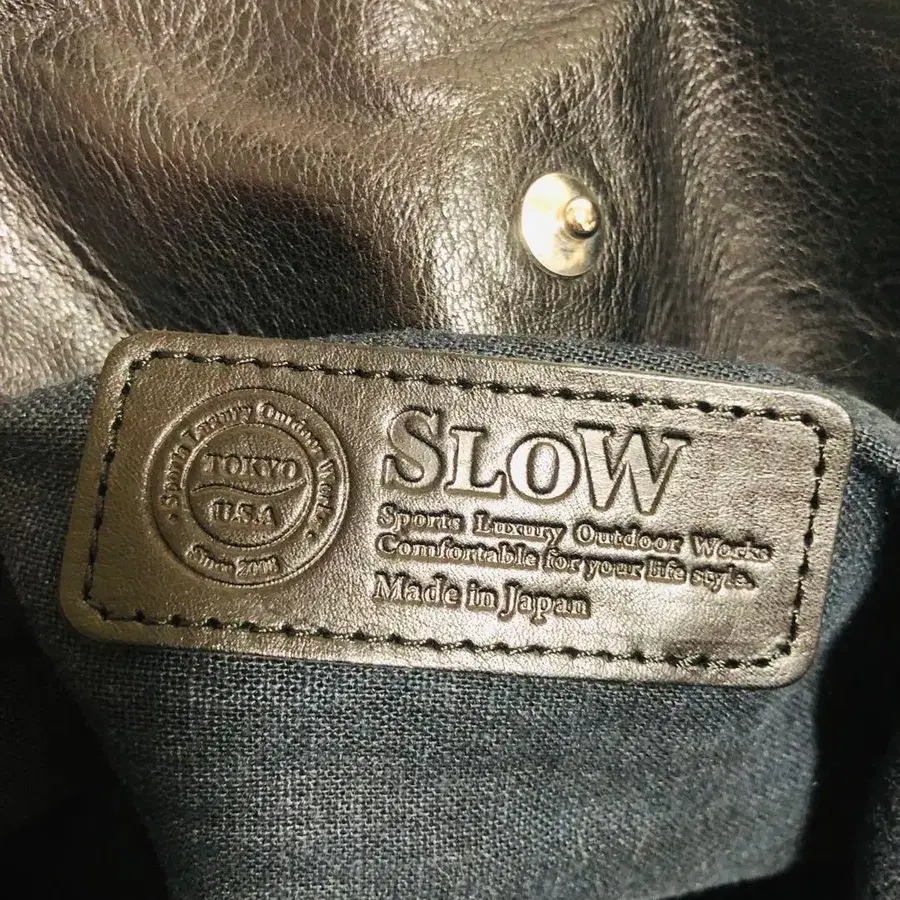 Sports Luxury Outdoor Works
TOKYO
U.S.A
Since 2008
SLOW
Sports Luxury Outdoor Works
Comfortable for your life style.
Made in Japan